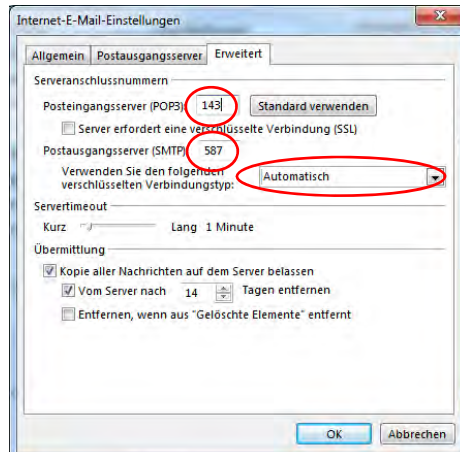 Internet-E-Mail-Einstellungen
Allgemein Postausgangsserver Erweitert
Serveranschlussnummern
Posteingangsserver (POP3): 143 Standard verwenden
Server erfordert eine verschlüsselte Verbindung (SSL)
Postausgangsserver (SMTP) 587
Verwenden Sie den folgenden
verschlüsselten Verbindungstyp: Automatisch
Servertimeout
Kurz Lang 1 Minute
Übermittlung
Kopie aller Nachrichten auf dem Server belassen
Vom Server nach 14 Tagen entfernen
Entfernen, wenn aus "Gelöschte Elemente" entfernt
OK Abbrechen